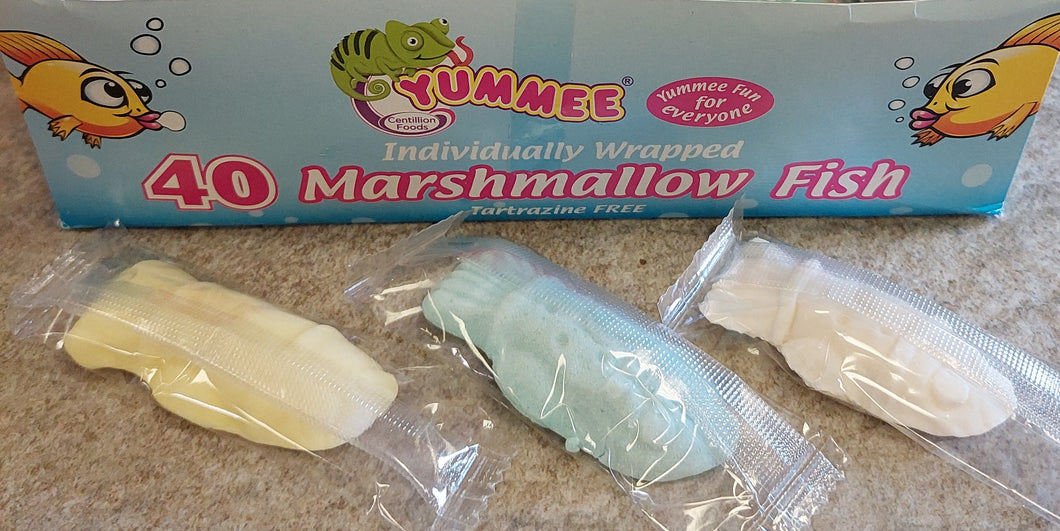 YUMMEE®
Centillion
Foods
Yummee Fun
for
everyone
Individually Wrapped
40 Marshmallow Fish
Tartrazine FREE